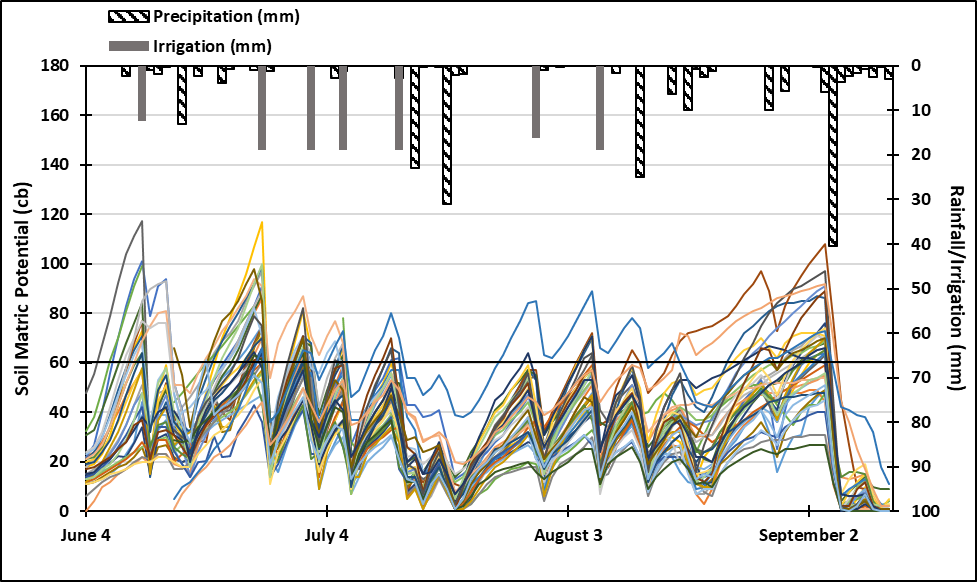 Precipitation (mm)
Irrigation (mm)
Soil Matric Potential (cb)
180
160
140
120
100
80
60
40
20
0
0
10
20
30
40
50
60
70
80
90
100
Rainfall/Irrigation (mm)
June 4
July 4
August 3
September 2